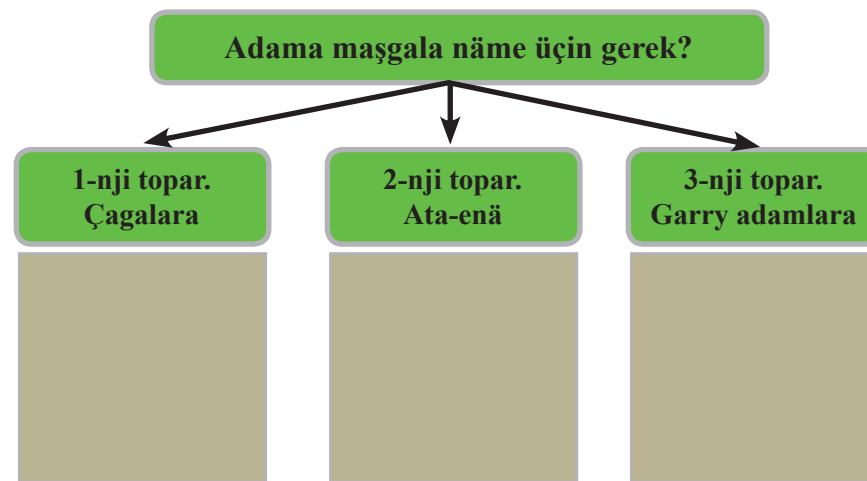 Adama maşgala näme üçin gerek?
1-nji topar.
Çagalara
2-nji topar.
Ata-enä
3-nji topar.
Garry adamlara